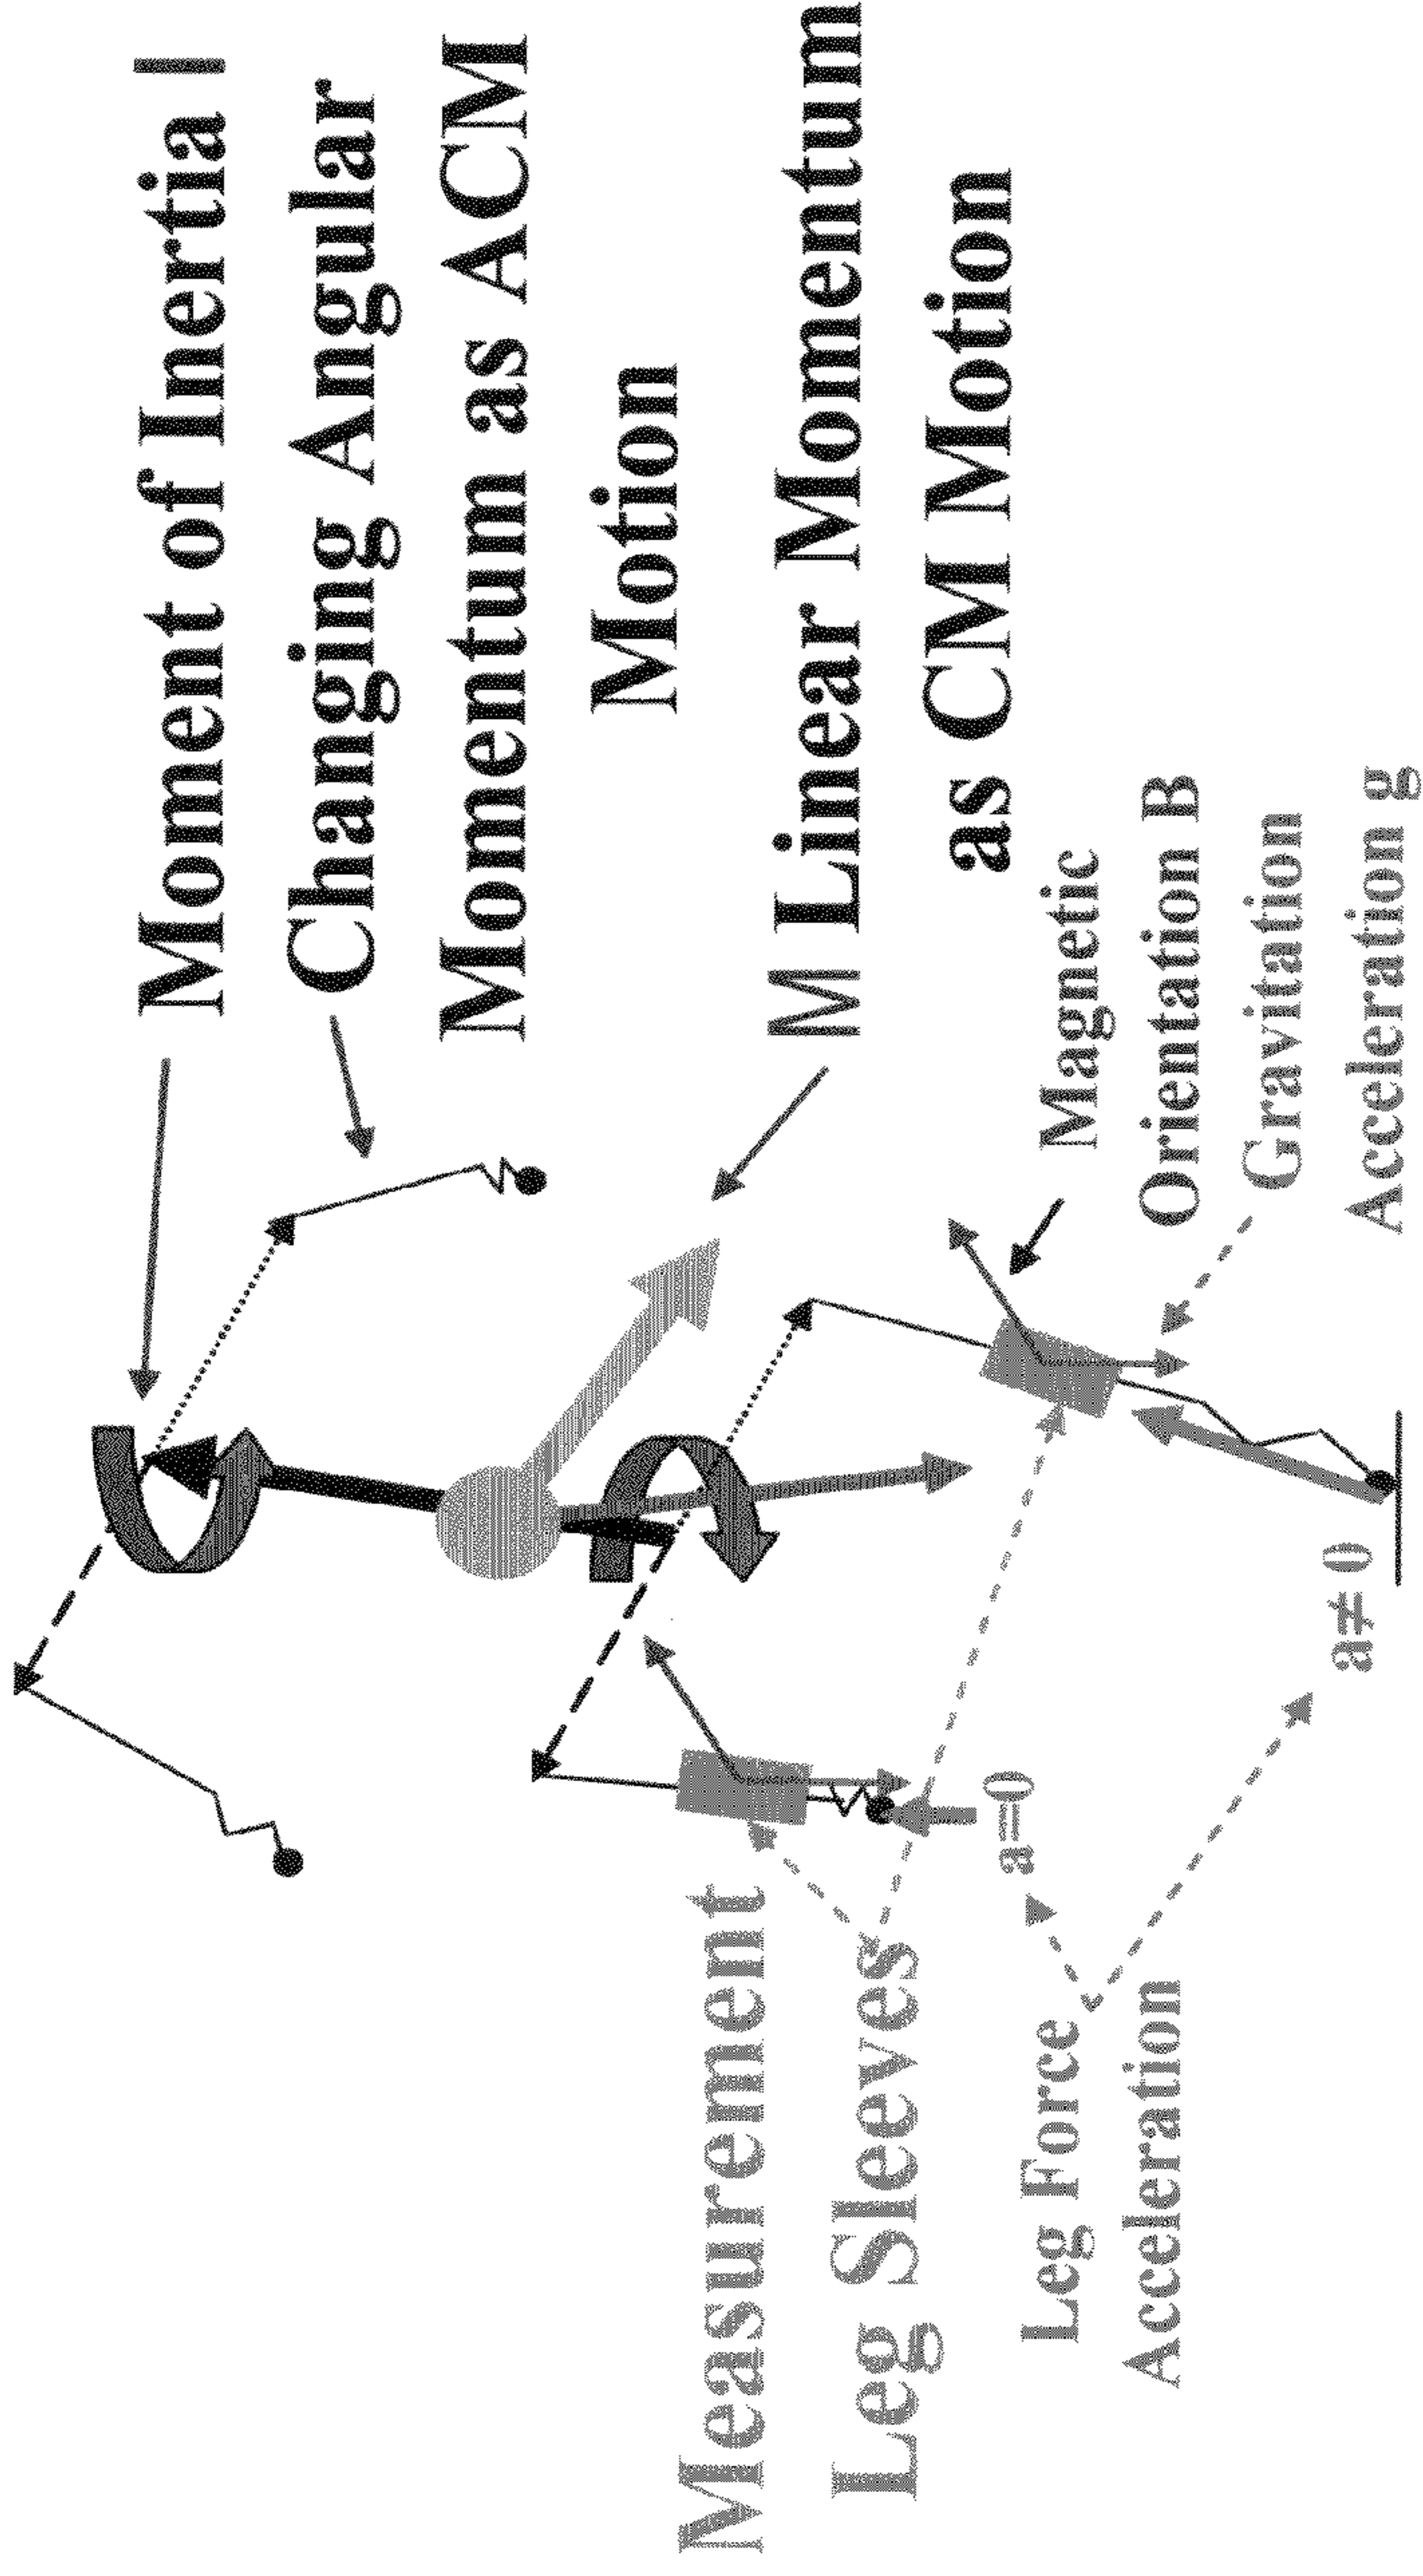 Moment of Inertia I
Changing Angular
Momentum as ACM
Motion
M Linear Momentum
as CM Motion
Magnetic
Orientation B
Gravitation
Acceleration g
Measurement
Leg Sleeves
a=0
Leg Force
Acceleration
a≠0